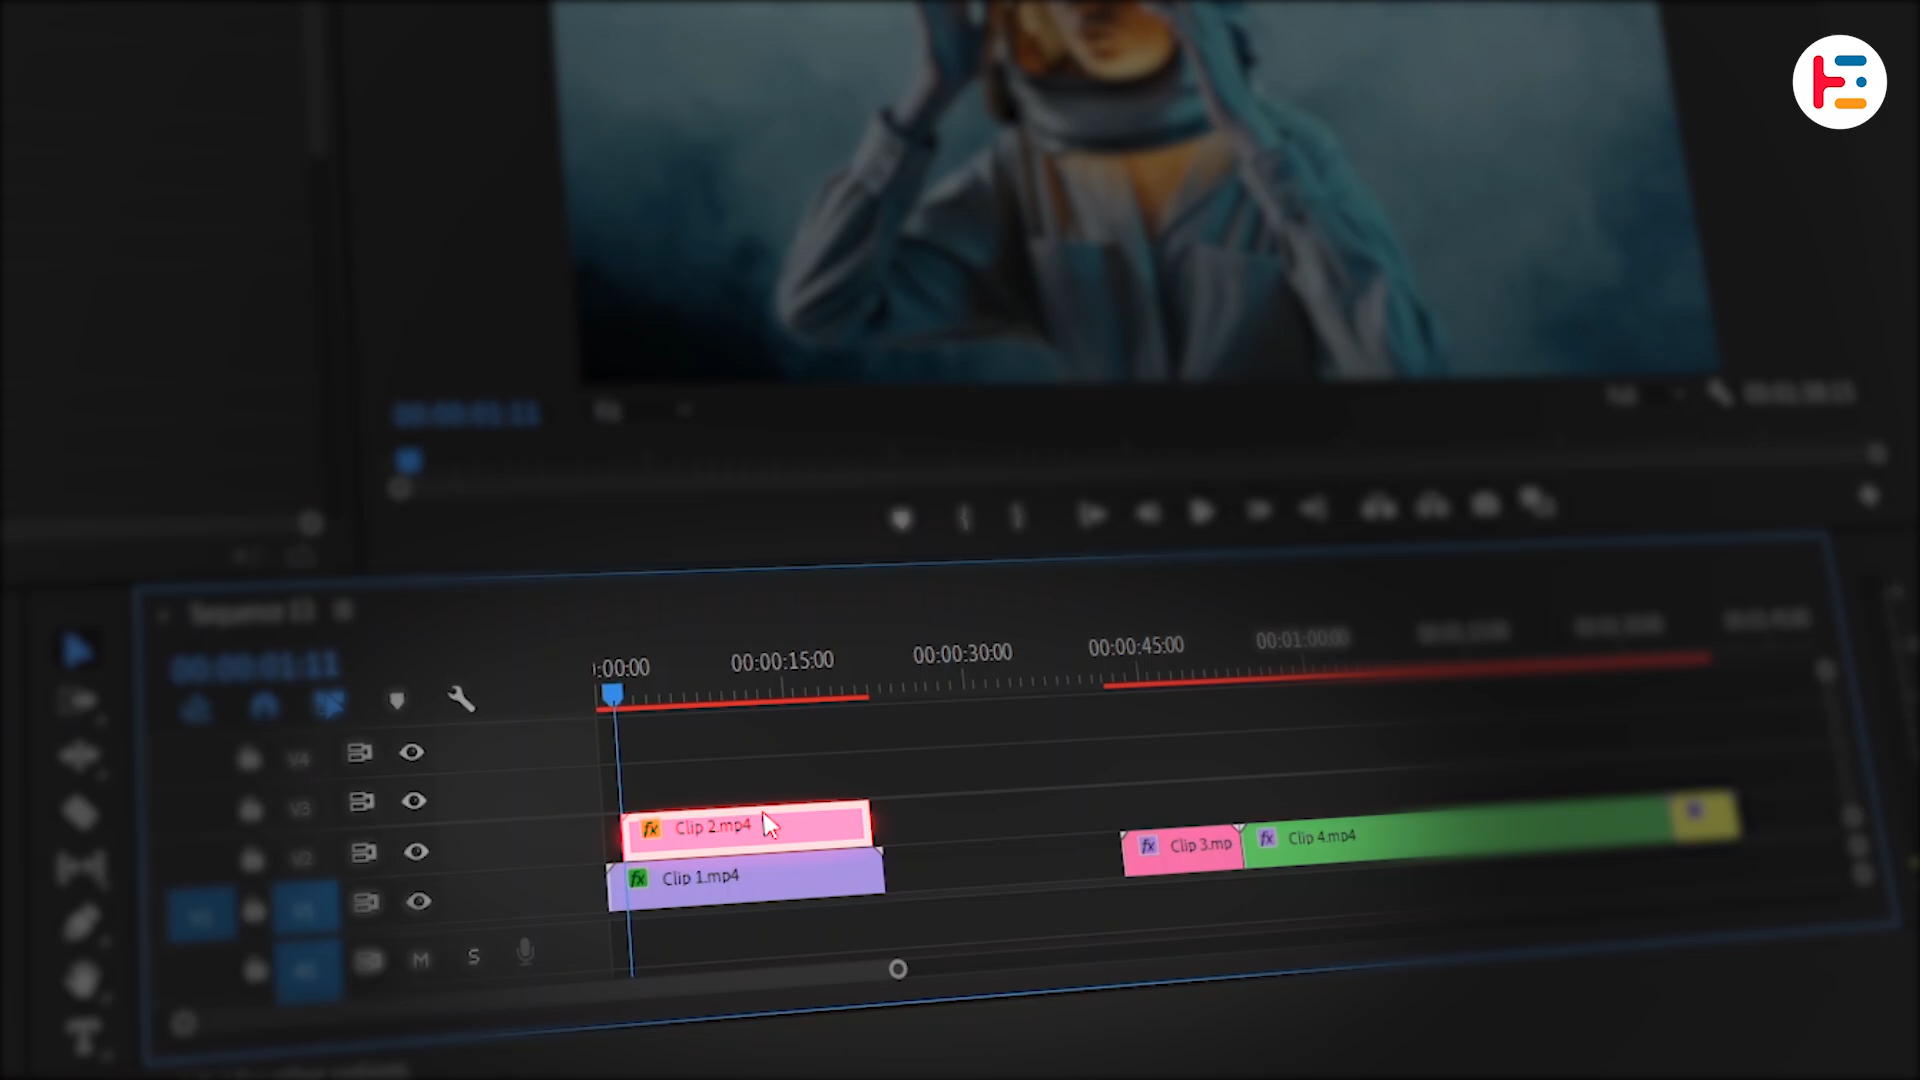 00:00:01:11
Sequence 13
00:00:01:11
:00:00 00:00:15:00 00:00:30:00 00:00:45:00 00:01:00:00
V4
V3
V2
Clip 2.mp4
Clip 1.mp4
Clip 3.mp
Clip 4.mp4
fx
fx
fx
fx
M S